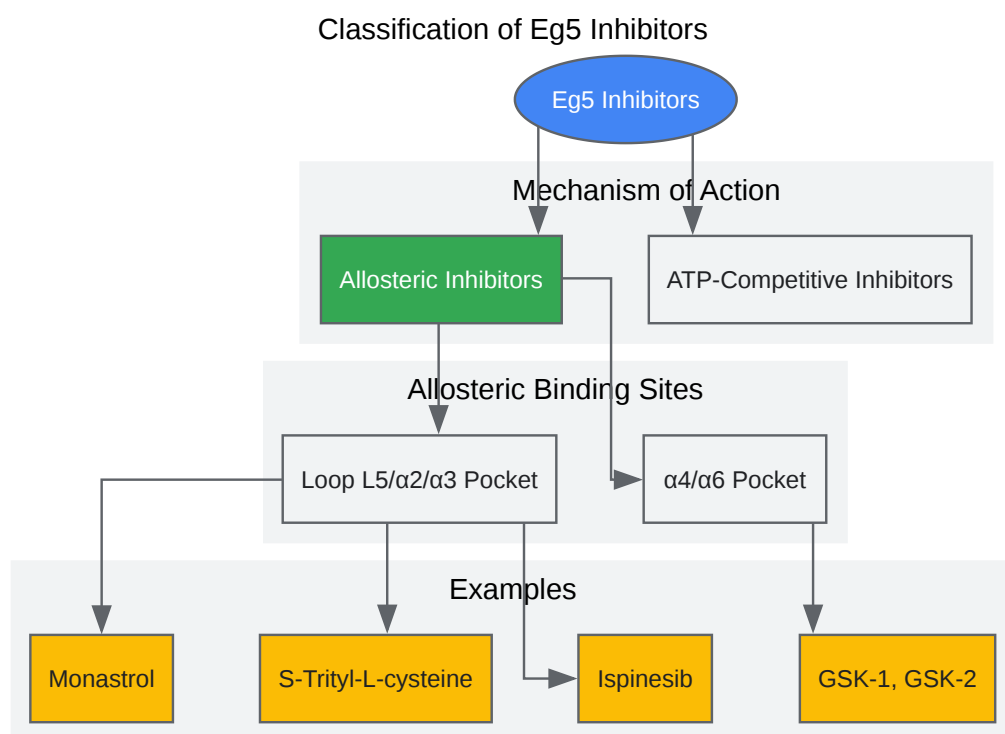 Classification of Eg5 Inhibitors
Eg5 Inhibitors
Mechanism of Action
Allosteric Inhibitors
ATP-Competitive Inhibitors
Allosteric Binding Sites
Loop L5/α2/α3 Pocket
α4/α6 Pocket
Examples
Monastrol
S-Trityl-L-cysteine
Ispinesib
GSK-1, GSK-2